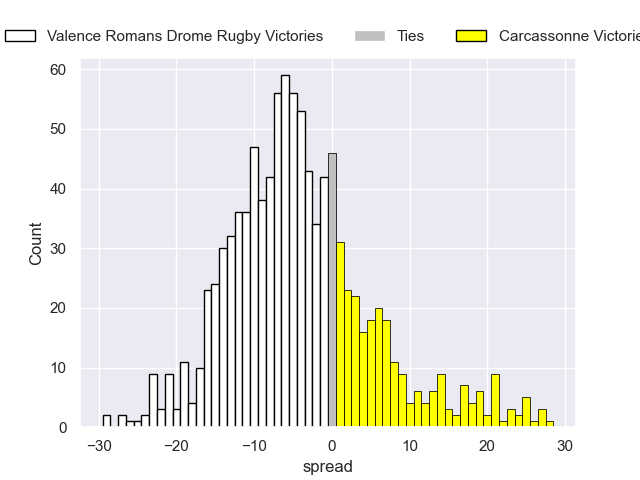 Valence Romans Drome Rugby Victories Ties Carcassonne Victorie
60
50
40
30
20
10
0
Count
−30 −20 −10 0 10 20 30
spread